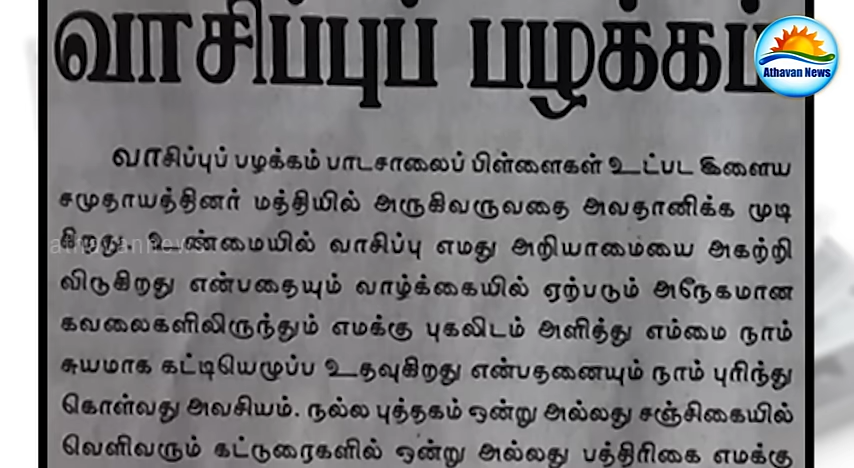 வாசிப்புப் பழக்கம்
Athavan News
வாசிப்புப் பழக்கம் பாடசாலைப் பிள்ளைகள் உட்பட இளைய
சமுதாயத்தினர் மத்தியில் அருகிவருவதை அவதானிக்க முடி
கிறது. உண்மையில் வாசிப்பு எமது அறியாமையை அகற்றி
athavannews
விடுகிறது என்பதையும் வாழ்க்கையில் ஏற்படும் அநேகமான
கவலைகளிலிருந்தும் எமக்கு புகலிடம் அளித்து எம்மை நாம்
சுயமாக கட்டியெழுப்ப உதவுகிறது என்பதனையும் நாம் புரிந்து
கொள்வது அவசியம். நல்ல புத்தகம் ஒன்று அல்லது சஞ்சிகையில்
வெளிவரும் கட்டுரைகளில் ஒன்று அல்லது பத்திரிகை எமக்கு